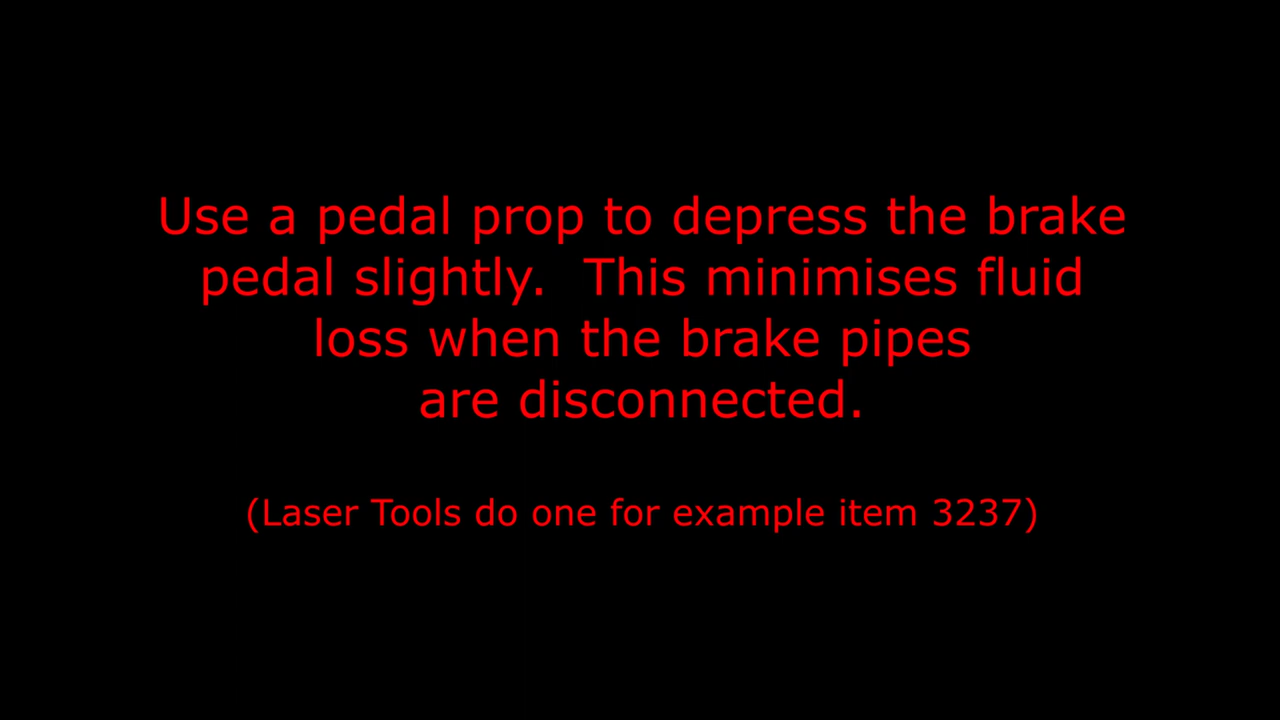 Use a pedal prop to depress the brake
pedal slightly.  This minimises fluid
loss when the brake pipes
are disconnected.
(Laser Tools do one for example item 3237)